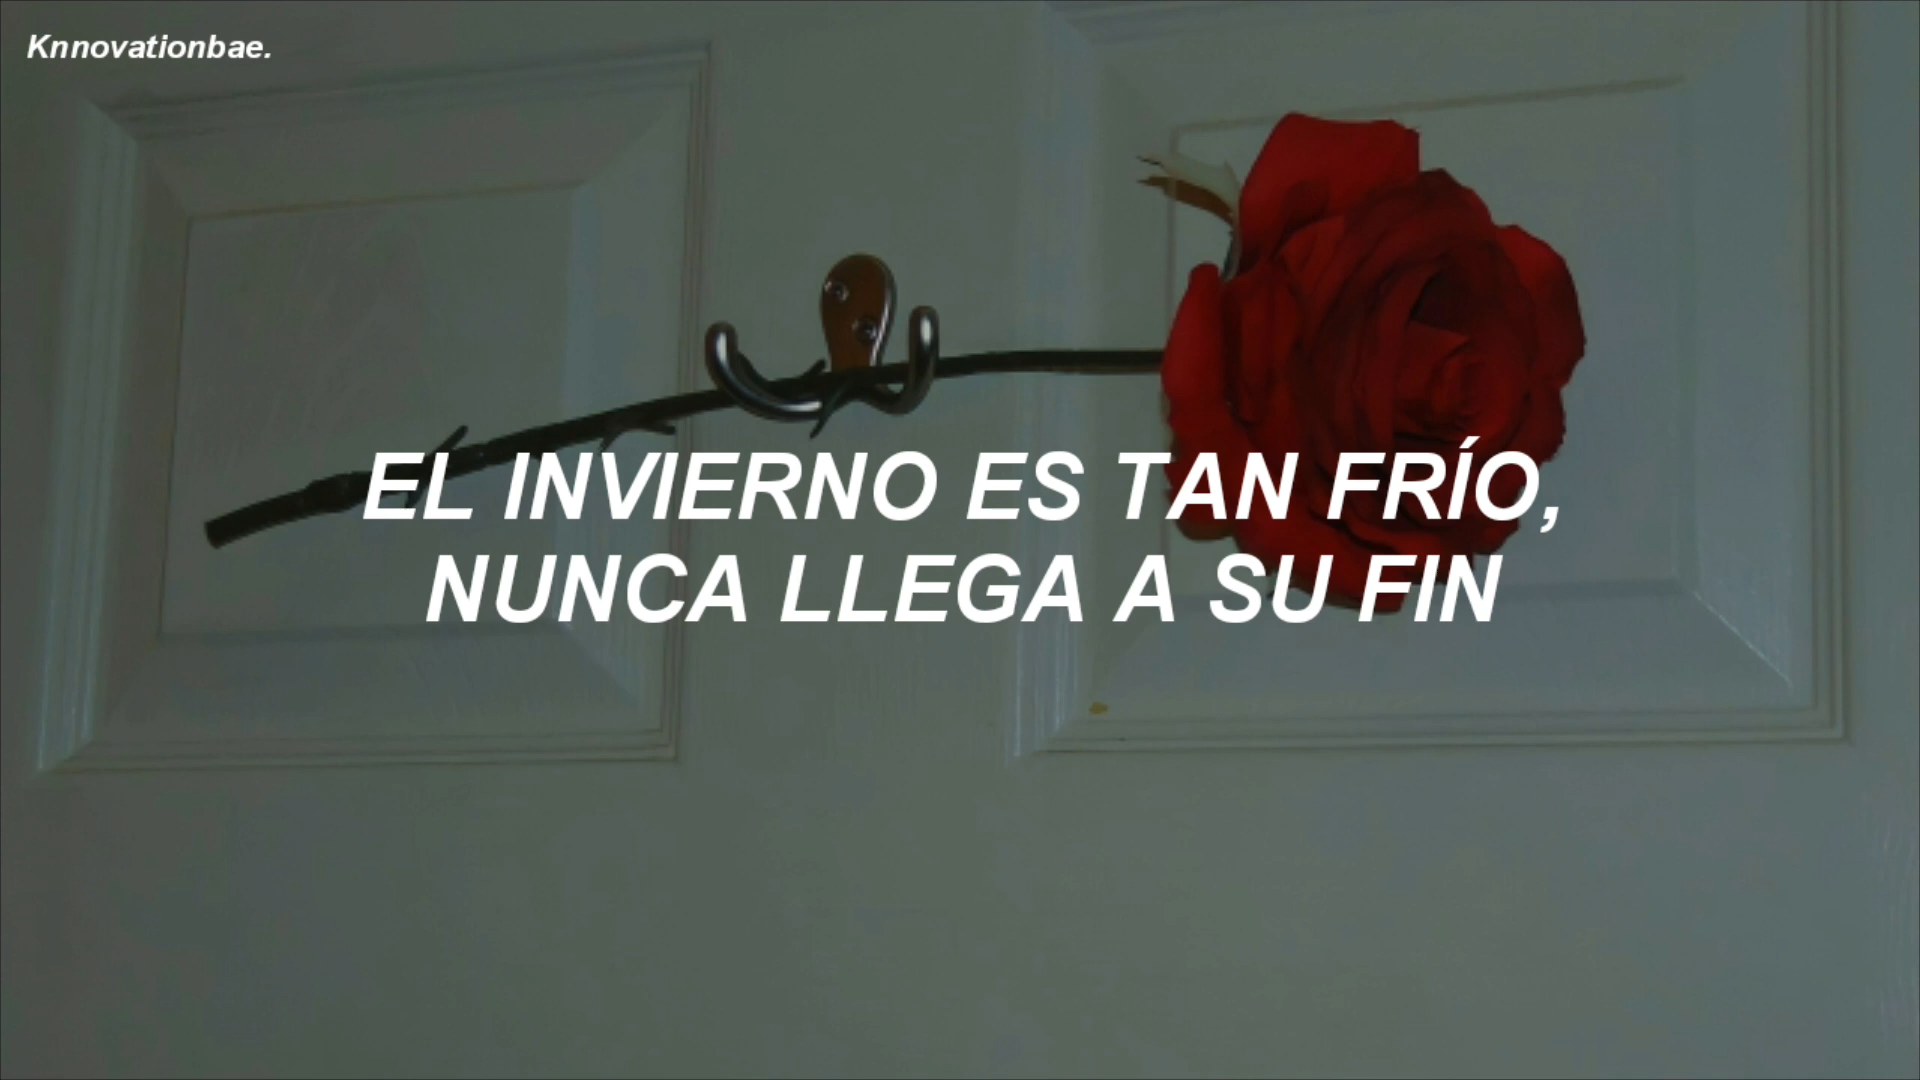 Knnovationbae.
EL INVIERNO ES TAN FRÍO,
NUNCA LLEGA A SU FIN